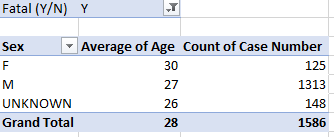 Fatal (Y/N) Y
Sex Average of Age Count of Case Number
F 30 125
M 27 1313
UNKNOWN 26 148
Grand Total 28 1586